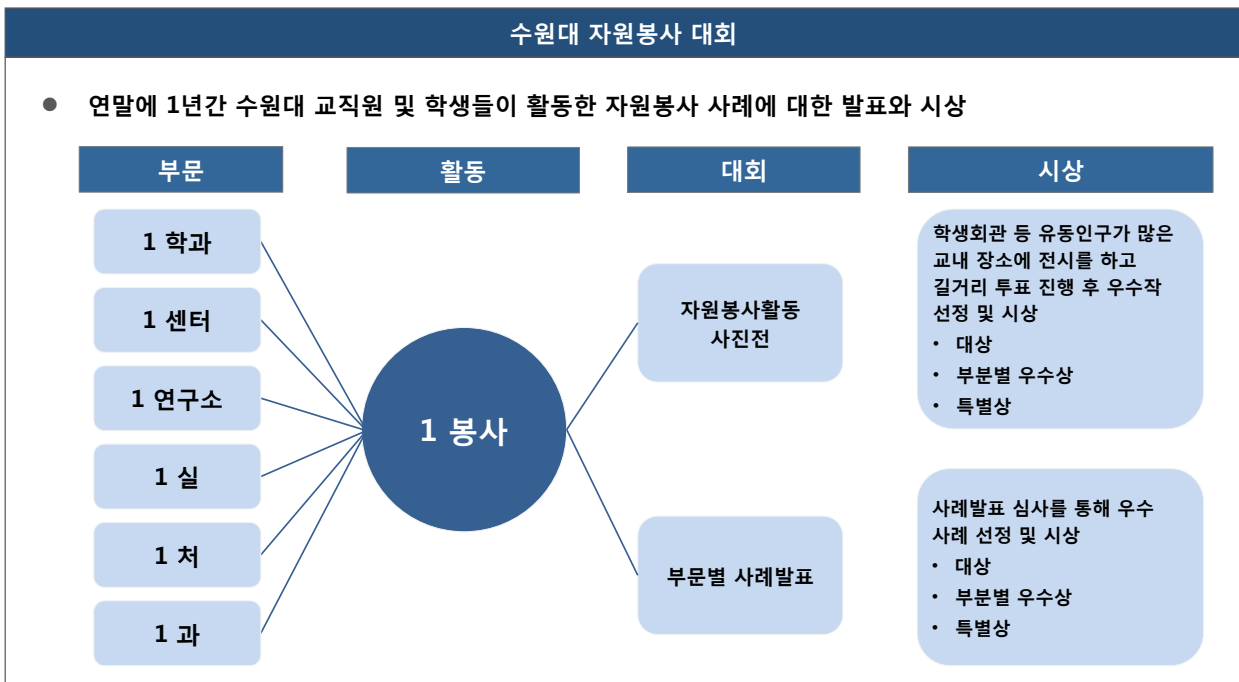 수원대 자원봉사 대회
● 연말에 1년간 수원대 교직원 및 학생들이 활동한 자원봉사 사례에 대한 발표와 시상
부문
활동
대회
시상
1 학과
1 센터
1 연구소
1 실
1 처
1 과
1 봉사
자원봉사활동
사진전
부문별 사례발표
학생회관 등 유동인구가 많은
교내 장소에 전시를 하고
길거리 투표 진행 후 우수작
선정 및 시상
• 대상
• 부분별 우수상
• 특별상
사례발표 심사를 통해 우수
사례 선정 및 시상
• 대상
• 부분별 우수상
• 특별상